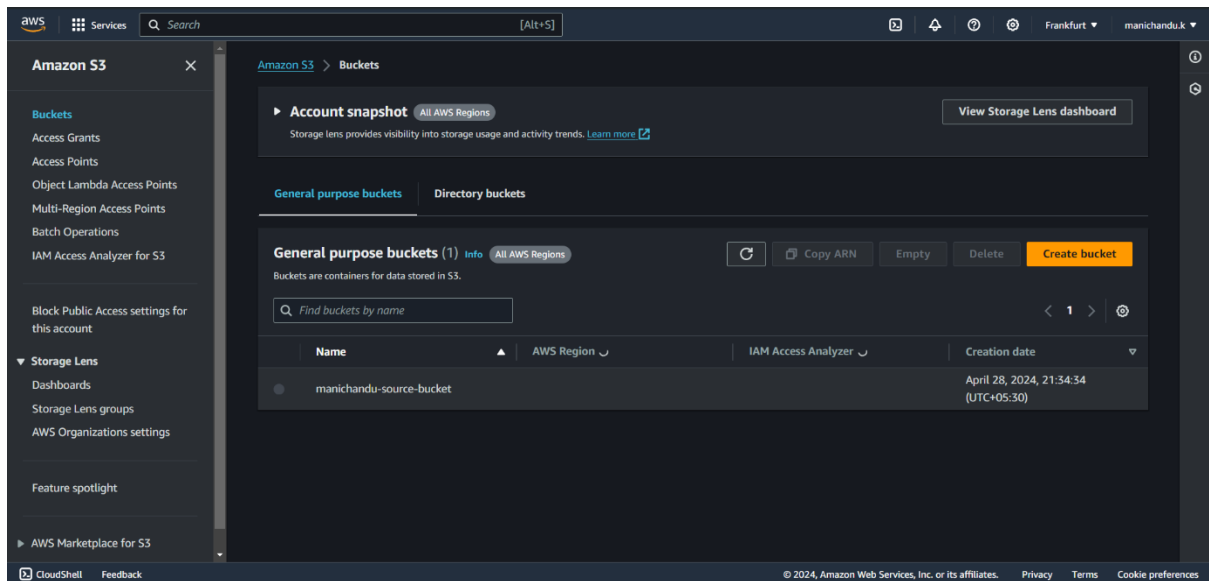 aws Services Search [Alt+S] Frankfurt ▼ manichandu.k ▼
Amazon S3
Buckets
Access Grants
Access Points
Object Lambda Access Points
Multi-Region Access Points
Batch Operations
IAM Access Analyzer for S3
Block Public Access settings for
this account
▼ Storage Lens
Dashboards
Storage Lens groups
AWS Organizations settings
Feature spotlight
▶ AWS Marketplace for S3
Amazon S3 > Buckets
▶ Account snapshot All AWS Regions
View Storage Lens dashboard
Storage lens provides visibility into storage usage and activity trends. Learn more
General purpose buckets Directory buckets
General purpose buckets (1) Info All AWS Regions
Copy ARN Empty Delete Create bucket
Buckets are containers for data stored in S3.
Find buckets by name
< 1 >
Name ▲ AWS Region IAM Access Analyzer Creation date
manichandu-source-bucket April 28, 2024, 21:34:34
(UTC+05:30)
CloudShell Feedback © 2024, Amazon Web Services, Inc. or its affiliates. Privacy Terms Cookie preferences